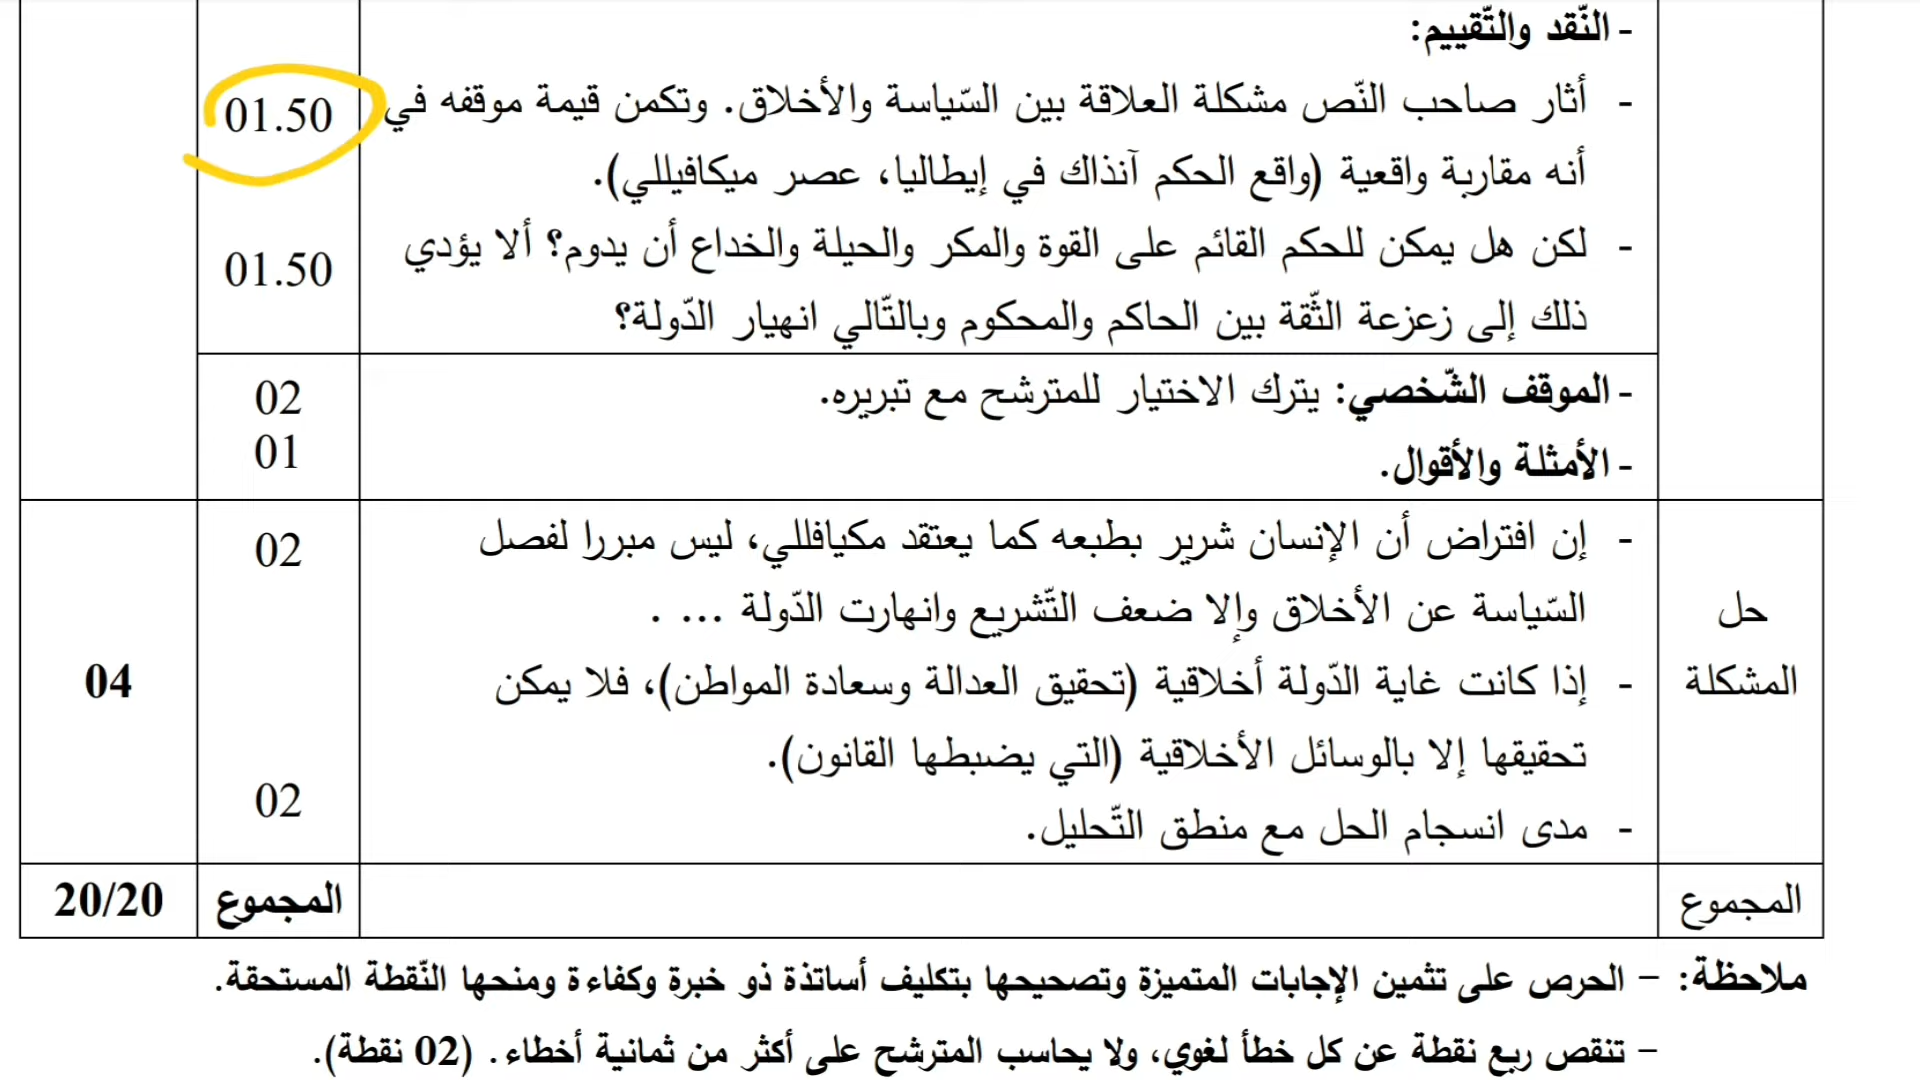 - النّقد والتّقييم:
- أثار صاحب النّص مشكلة العلاقة بين السّياسة والأخلاق. وتكمن قيمة موقفه في
01.50
أنه مقاربة واقعية (واقع الحكم آنذاك في إيطاليا، عصر ميكافيللي).
- لكن هل يمكن للحكم القائم على القوة والمكر والحيلة والخداع أن يدوم؟ ألا يؤدي
01.50
ذلك إلى زعزعة الثّقة بين الحاكم والمحكوم وبالتّالي انهيار الدّولة؟
- الموقف الشّخصي: يترك الاختيار للمترشح مع تبريره.
02
- الأمثلة والأقوال.
01
حل
المشكلة
- إن افتراض أن الإنسان شرير بطبعه كما يعتقد مكيافللي، ليس مبررا لفصل
02
السّياسة عن الأخلاق وإلا ضعف التّشريع وانهارت الدّولة ... .
- إذا كانت غاية الدّولة أخلاقية (تحقيق العدالة وسعادة المواطن)، فلا يمكن
04
تحقيقها إلا بالوسائل الأخلاقية (التي يضبطها القانون).
- مدى انسجام الحل مع منطق التّحليل.
02
المجموع
المجموع
20/20
ملاحظة: – الحرص على تثمين الإجابات المتميزة وتصحيحها بتكليف أساتذة ذو خبرة وكفاءة ومنحها النّقطة المستحقة.
– تنقص ربع نقطة عن كل خطأ لغوي، ولا يحاسب المترشح على أكثر من ثمانية أخطاء. (02 نقطة).